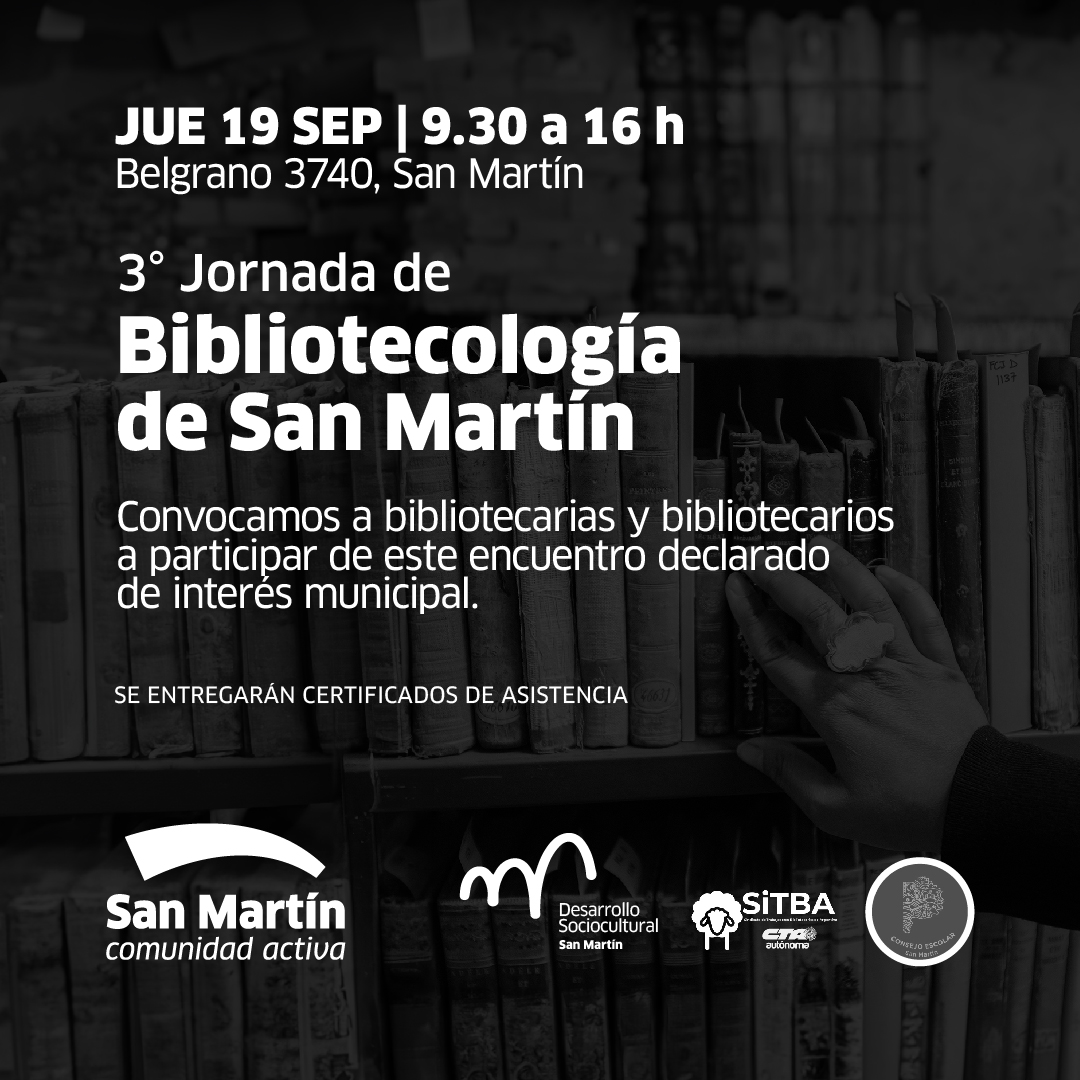 JUE 19 SEP | 9.30 a 16 h
Belgrano 3740, San Martín
3° Jornada de
Bibliotecología
de San Martín
Convocamos a bibliotecarias y bibliotecarios
a participar de este encuentro declarado
de interés municipal.
SE ENTREGARÁN CERTIFICADOS DE ASISTENCIA
San Martín
comunidad activa
Desarrollo
Sociocultural
San Martín
SiTBA
CTA
autónoma
CONSEJO ESCOLAR
San Martín